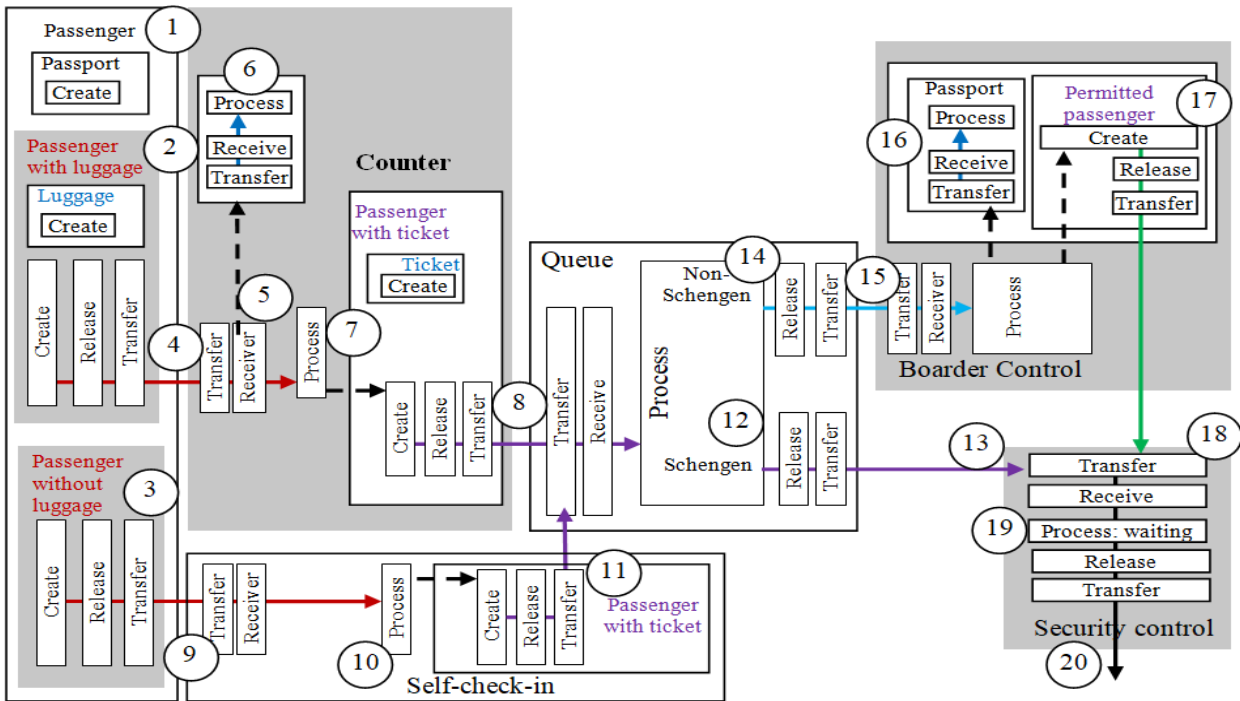 Passenger
1
Passport
Create
2
Passenger
with luggage
Luggage
Create
Create
Release
Transfer
4
3
Passenger
without
luggage
Create
Release
Transfer
9
Counter
6
Process
Receive
Transfer
5
Transfer
Receiver
Process
7
Passenger
with ticket
Ticket
Create
Create
Release
Transfer
8
Self-check-in
Transfer
Receiver
Process
10
11
Create
Release
Transfer
Passenger
with ticket
Queue
Transfer
Receive
Process
Non-
Schengen
14
Release
Transfer
15
12
Schengen
Release
Transfer
13
Boarder Control
Transfer
Receiver
Process
Passport
Process
Receive
Transfer
16
Permitted
passenger
17
Create
Release
Transfer
18
Transfer
Receive
19
Process: waiting
Release
Transfer
Security control
20